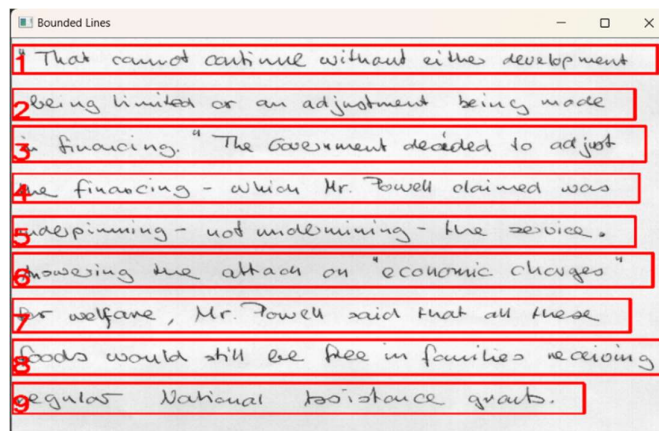 Bounded Lines
1 "That cannot continue without either development
2 being limited or an adjustment being made
3 in financing." The Government decided to adjust
4 the financing - which Mr. Powell claimed was
5 underpinning - not undermining - the service.
6 Answering the attack on "economic charges"
7 for welfare, Mr. Powell said that all these
8 foods would still be free in families receiving
9 regular National Assistance grants.